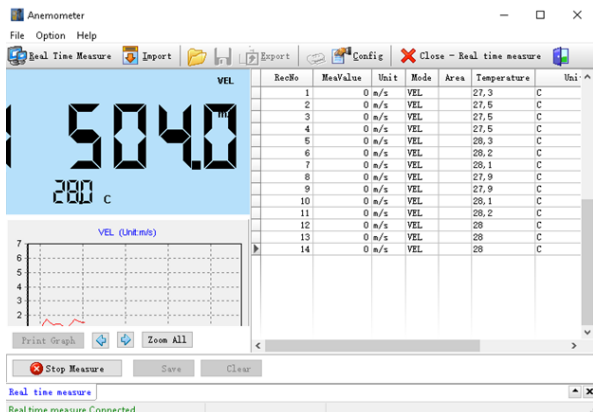 Anemometer
File Option Help
Real Time Measure Import Export Config Close - Real time measure
VEL
504.0
28.0 C
RecNo MeaValue Unit Mode Area Temperature Uni
1 0 m/s VEL 27,3 C
2 0 m/s VEL 27,5 C
3 0 m/s VEL 27,5 C
4 0 m/s VEL 27,5 C
5 0 m/s VEL 28,3 C
6 0 m/s VEL 28,2 C
7 0 m/s VEL 28,1 C
8 0 m/s VEL 27,9 C
9 0 m/s VEL 27,9 C
10 0 m/s VEL 28,1 C
11 0 m/s VEL 28,2 C
12 0 m/s VEL 28 C
13 0 m/s VEL 28 C
14 0 m/s VEL 28 C
VEL (Unit:m/s)
7
6
5
4
3
2
Print Graph Zoom All
Stop Measure Save Clear
Real time measure
Real time measure Connected